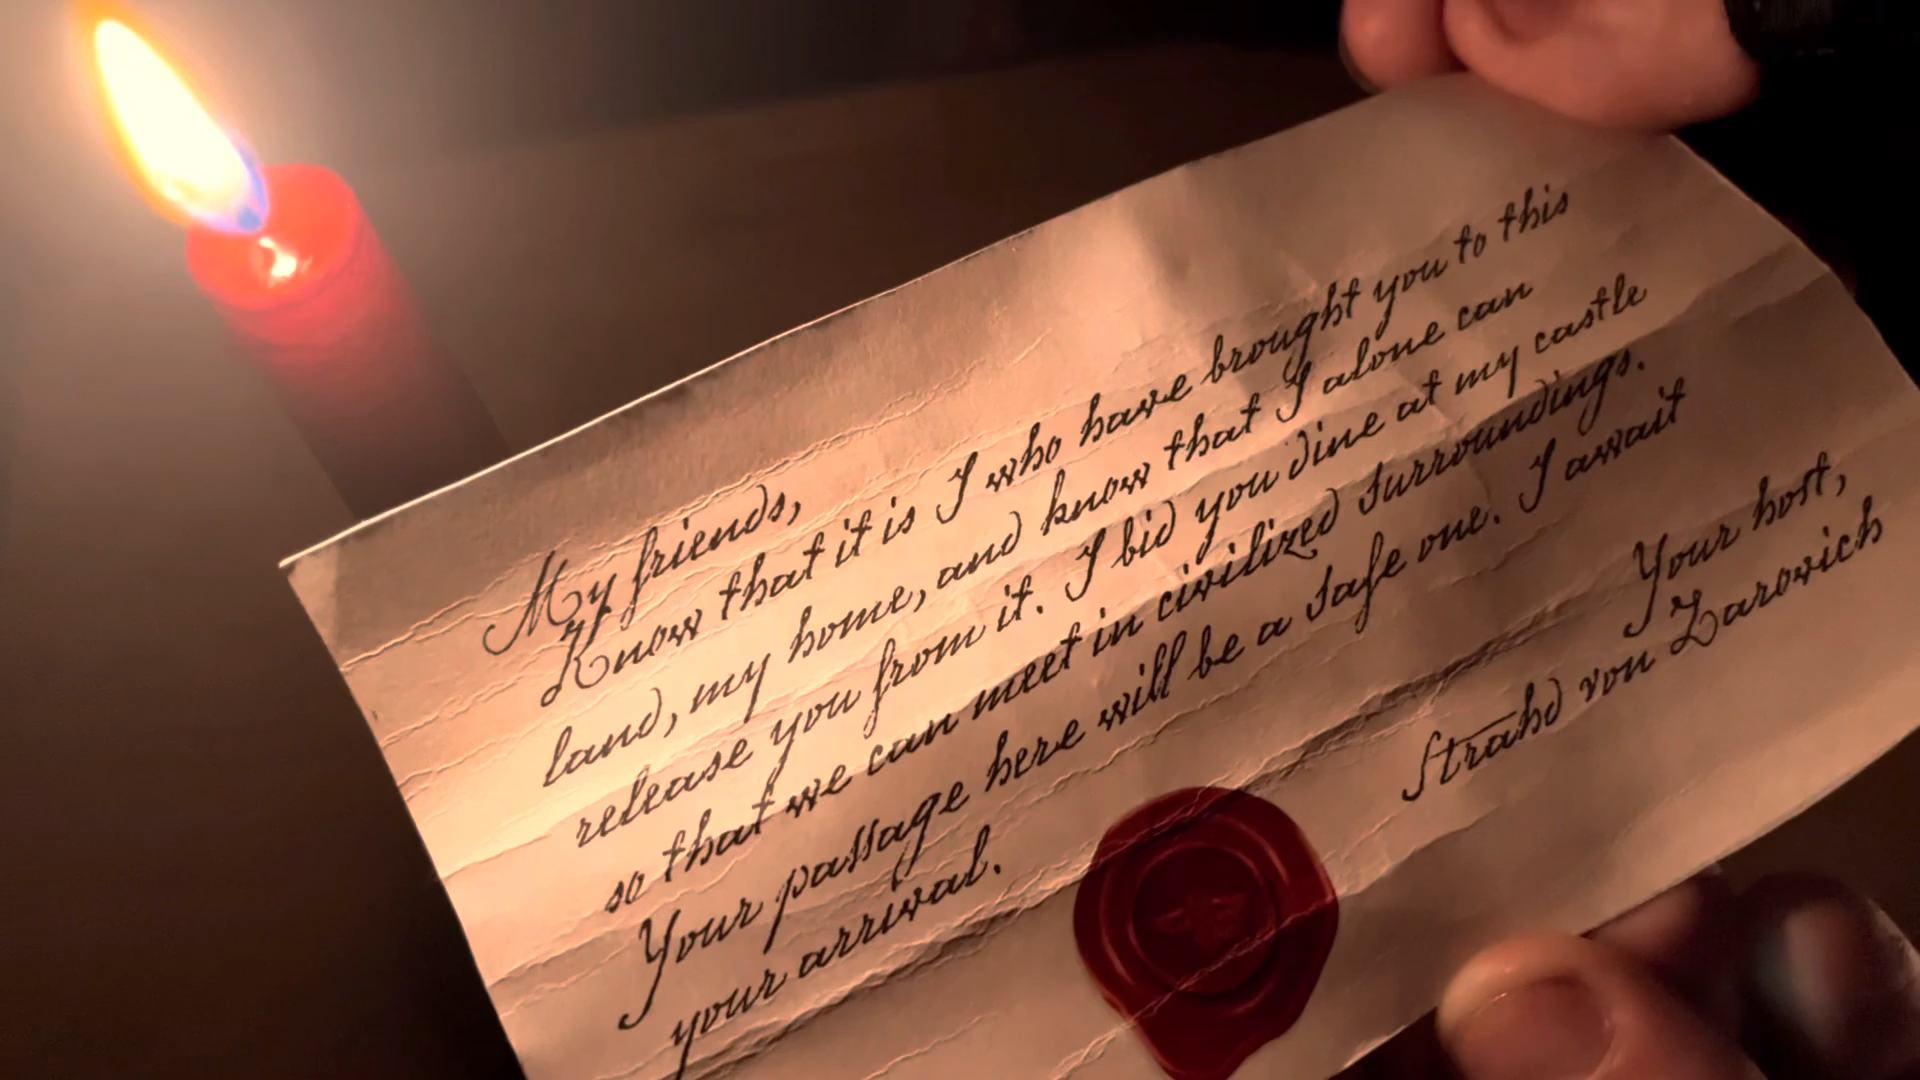 My friends,
Know that it is I who have brought you to this
land, my home, and know that I alone can
release you from it. I bid you dine at my castle
so that we can meet in civilized surroundings.
Your passage here will be a safe one. I await
your arrival.
Your host,
Strahd von Zarovich